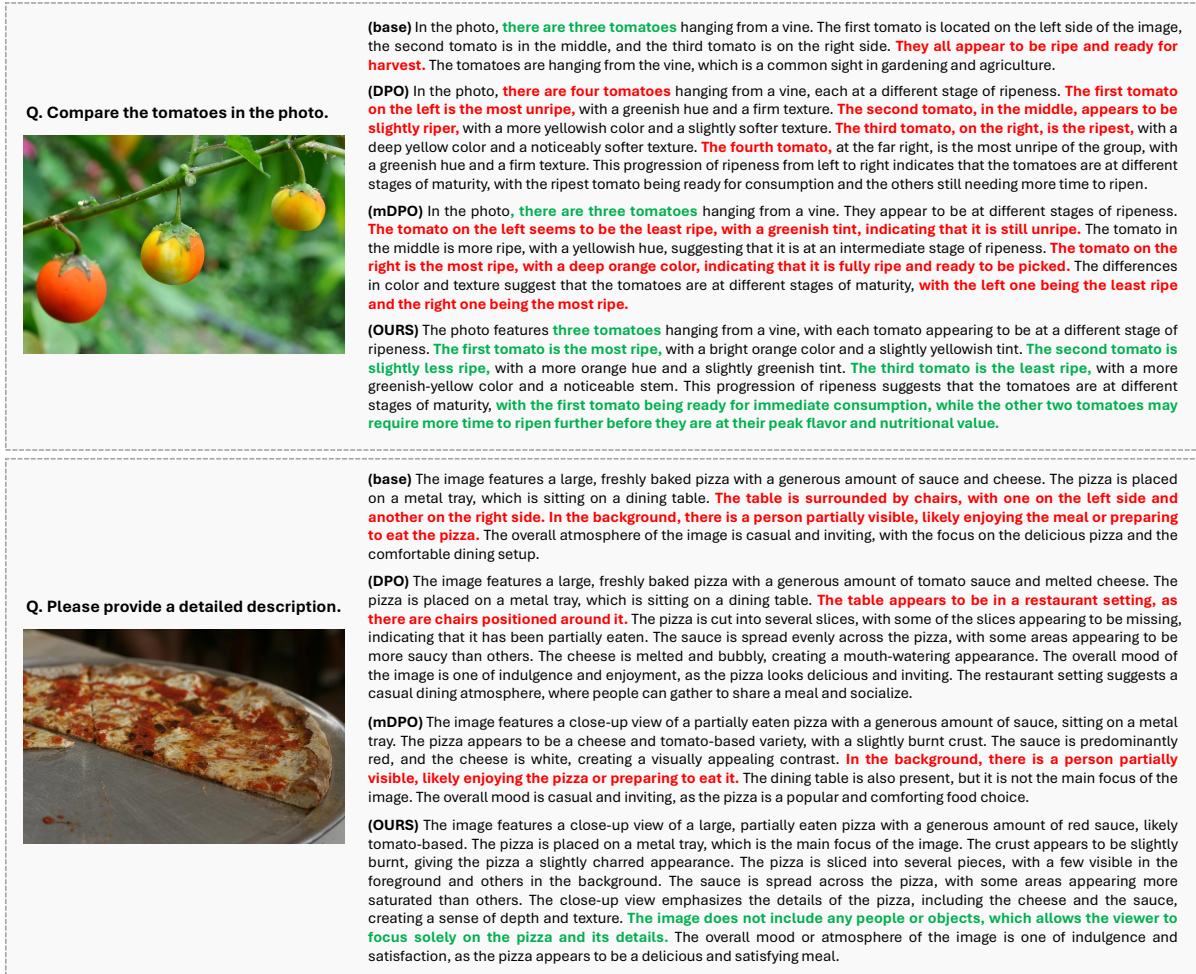 Q. Compare the tomatoes in the photo.
(base) In the photo, there are three tomatoes hanging from a vine. The first tomato is located on the left side of the image,
the second tomato is in the middle, and the third tomato is on the right side. They all appear to be ripe and ready for
harvest. The tomatoes are hanging from the vine, which is a common sight in gardening and agriculture.
(DPO) In the photo, there are four tomatoes hanging from a vine, each at a different stage of ripeness. The first tomato
on the left is the most unripe, with a greenish hue and a firm texture. The second tomato, in the middle, appears to be
slightly riper, with a more yellowish color and a slightly softer texture. The third tomato, on the right, is the ripest, with a
deep yellow color and a noticeably softer texture. The fourth tomato, at the far right, is the most unripe of the group, with
a greenish hue and a firm texture. This progression of ripeness from left to right indicates that the tomatoes are at different
stages of maturity, with the ripest tomato being ready for consumption and the others still needing more time to ripen.
(mDPO) In the photo, there are three tomatoes hanging from a vine. They appear to be at different stages of ripeness.
The tomato on the left seems to be the least ripe, with a greenish tint, indicating that it is still unripe. The tomato in
the middle is more ripe, with a yellowish hue, suggesting that it is at an intermediate stage of ripeness. The tomato on the
right is the most ripe, with a deep orange color, indicating that it is fully ripe and ready to be picked. The differences
in color and texture suggest that the tomatoes are at different stages of maturity, with the left one being the least ripe
and the right one being the most ripe.
(OURS) The photo features three tomatoes hanging from a vine, with each tomato appearing to be at a different stage of
ripeness. The first tomato is the most ripe, with a bright orange color and a slightly yellowish tint. The second tomato is
slightly less ripe, with a more orange hue and a slightly greenish tint. The third tomato is the least ripe, with a more
greenish-yellow color and a noticeable stem. This progression of ripeness suggests that the tomatoes are at different
stages of maturity, with the first tomato being ready for immediate consumption, while the other two tomatoes may
require more time to ripen further before they are at their peak flavor and nutritional value.
Q. Please provide a detailed description.
(base) The image features a large, freshly baked pizza with a generous amount of sauce and cheese. The pizza is placed
on a metal tray, which is sitting on a dining table. The table is surrounded by chairs, with one on the left side and
another on the right side. In the background, there is a person partially visible, likely enjoying the meal or preparing
to eat the pizza. The overall atmosphere of the image is casual and inviting, with the focus on the delicious pizza and the
comfortable dining setup.
(DPO) The image features a large, freshly baked pizza with a generous amount of tomato sauce and melted cheese. The
pizza is placed on a metal tray, which is sitting on a dining table. The table appears to be in a restaurant setting, as
there are chairs positioned around it. The pizza is cut into several slices, with some of the slices appearing to be missing,
indicating that it has been partially eaten. The sauce is spread evenly across the pizza, with some areas appearing to be
more saucy than others. The cheese is melted and bubbly, creating a mouth-watering appearance. The overall mood of
the image is one of indulgence and enjoyment, as the pizza looks delicious and inviting. The restaurant setting suggests a
casual dining atmosphere, where people can gather to share a meal and socialize.
(mDPO) The image features a close-up view of a partially eaten pizza with a generous amount of sauce, sitting on a metal
tray. The pizza appears to be a cheese and tomato-based variety, with a slightly burnt crust. The sauce is predominantly
red, and the cheese is white, creating a visually appealing contrast. In the background, there is a person partially
visible, likely enjoying the pizza or preparing to eat it. The dining table is also present, but it is not the main focus of the
image. The overall mood is casual and inviting, as the pizza is a popular and comforting food choice.
(OURS) The image features a close-up view of a large, partially eaten pizza with a generous amount of red sauce, likely
tomato-based. The pizza is placed on a metal tray, which is the main focus of the image. The crust appears to be slightly
burnt, giving the pizza a slightly charred appearance. The pizza is sliced into several pieces, with a few visible in the
foreground and others in the background. The sauce is spread across the pizza, with some areas appearing more
saturated than others. The close-up view emphasizes the details of the pizza, including the cheese and the sauce,
creating a sense of depth and texture. The image does not include any people or objects, which allows the viewer to
focus solely on the pizza and its details. The overall mood or atmosphere of the image is one of indulgence and
satisfaction, as the pizza appears to be a delicious and satisfying meal.